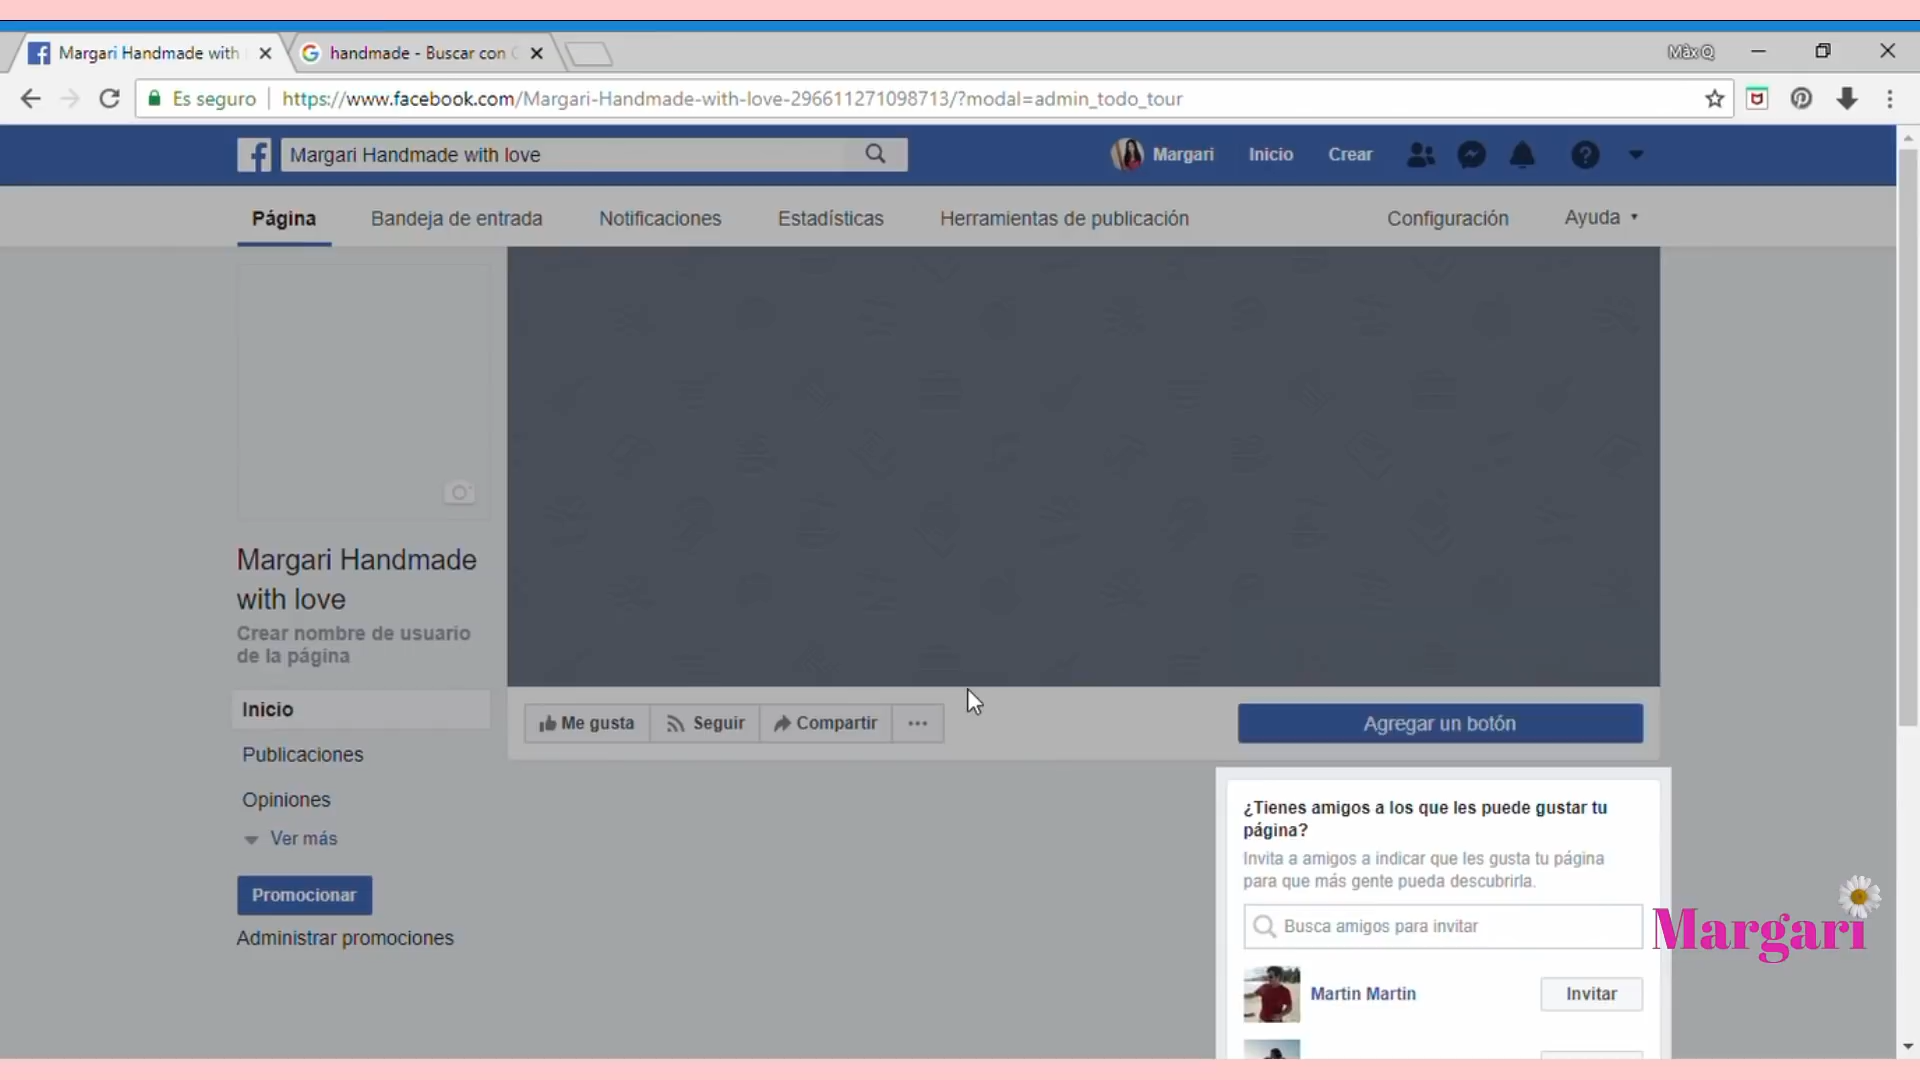 Margari Handmade with
handmade - Buscar con
Max Q
Es seguro
https://www.facebook.com/Margari-Handmade-with-love-296611271098713/?modal=admin_todo_tour
Margari Handmade with love
Margari
Inicio
Crear
Página
Bandeja de entrada
Notificaciones
Estadísticas
Herramientas de publicación
Configuración
Ayuda
Margari Handmade
with love
Crear nombre de usuario
de la página
Inicio
Publicaciones
Opiniones
Ver más
Promocionar
Administrar promociones
Me gusta
Seguir
Compartir
Agregar un botón
¿Tienes amigos a los que les puede gustar tu
página?
Invita a amigos a indicar que les gusta tu página
para que más gente pueda descubrirla.
Busca amigos para invitar
Martin Martin
Invitar
Margari